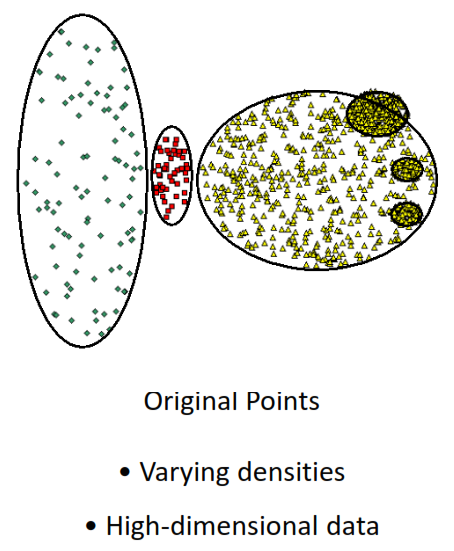 Original Points
• Varying densities
• High-dimensional data